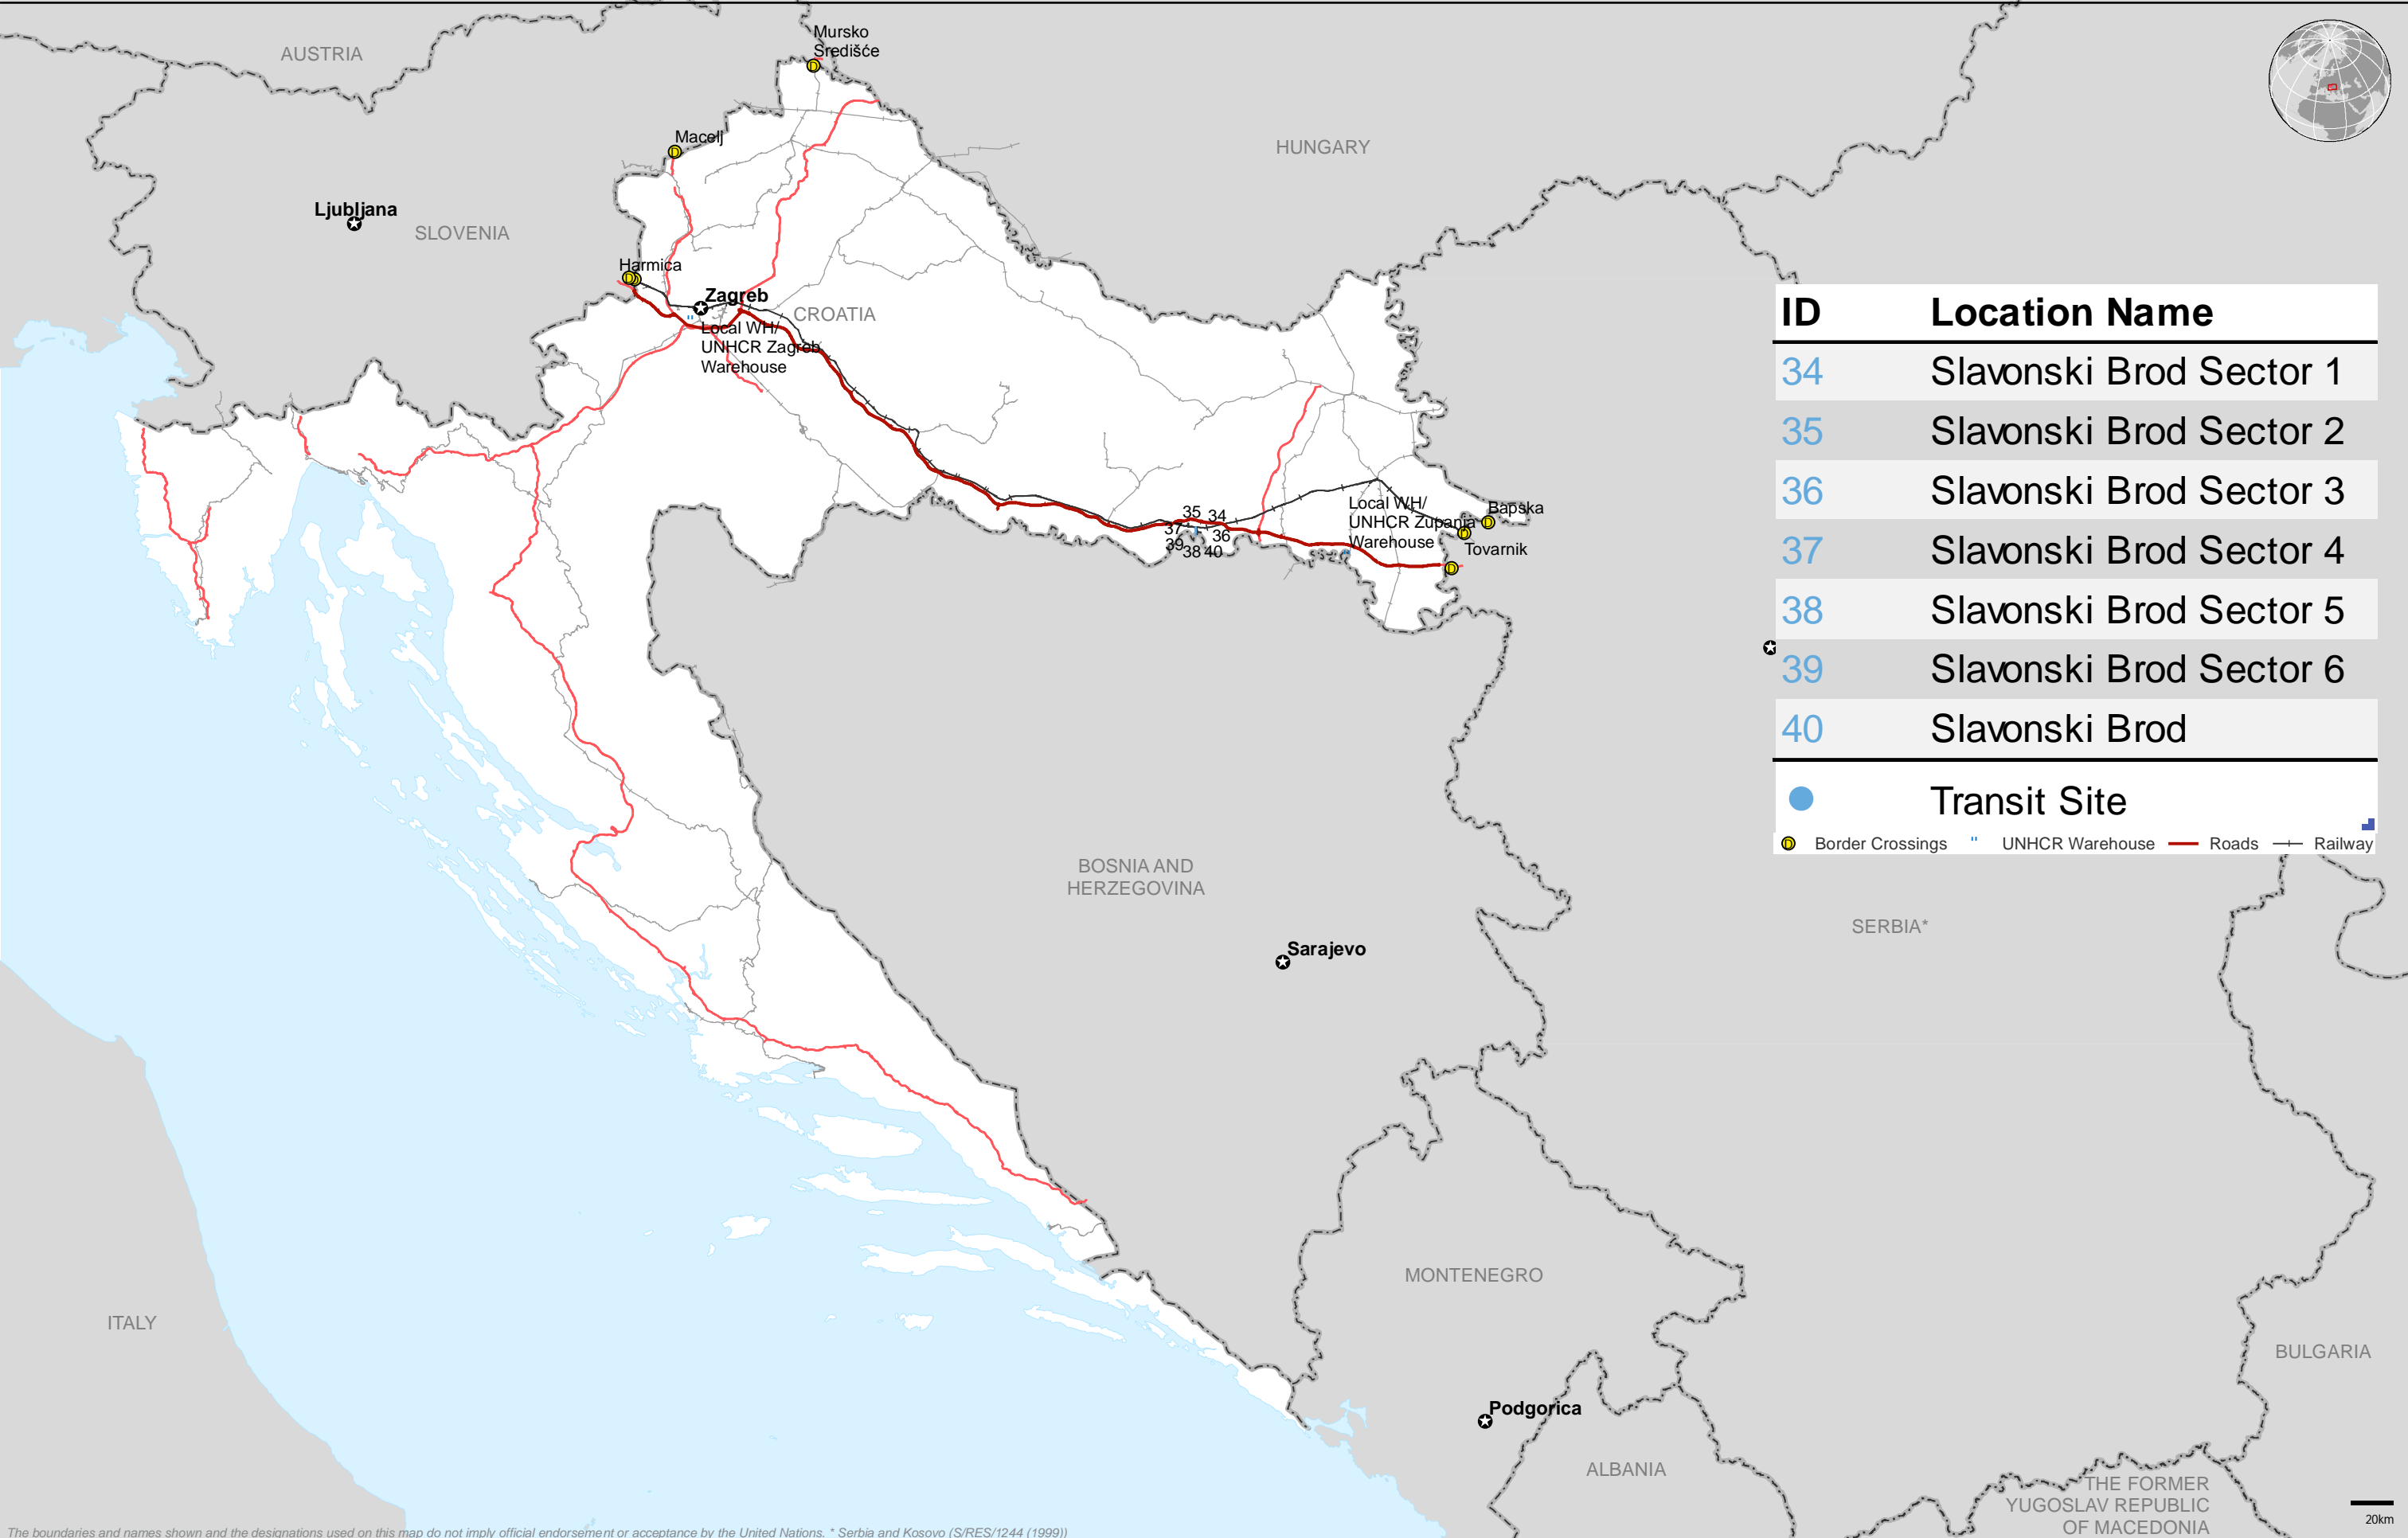 Mursko
Središće
AUSTRIA
Macelj
HUNGARY
Ljubljana
SLOVENIA
Harmica
Zagreb
CROATIA
Local WH/
UNHCR Zagreb
Warehouse
ID Location Name
34 Slavonski Brod Sector 1
35 Slavonski Brod Sector 2
36 Slavonski Brod Sector 3
37 Slavonski Brod Sector 4
38 Slavonski Brod Sector 5
39 Slavonski Brod Sector 6
40 Slavonski Brod
Transit Site
Border Crossings UNHCR Warehouse Roads Railway
Local WH/
UNHCR Zupanja
Warehouse
Bapska
Tovarnik
35 34
37 36
39 38 40
BOSNIA AND
HERZEGOVINA
SERBIA*
Sarajevo
MONTENEGRO
ITALY
BULGARIA
Podgorica
ALBANIA
THE FORMER
YUGOSLAV REPUBLIC
OF MACEDONIA
20km
The boundaries and names shown and the designations used on this map do not imply official endorsement or acceptance by the United Nations. * Serbia and Kosovo (S/RES/1244 (1999))